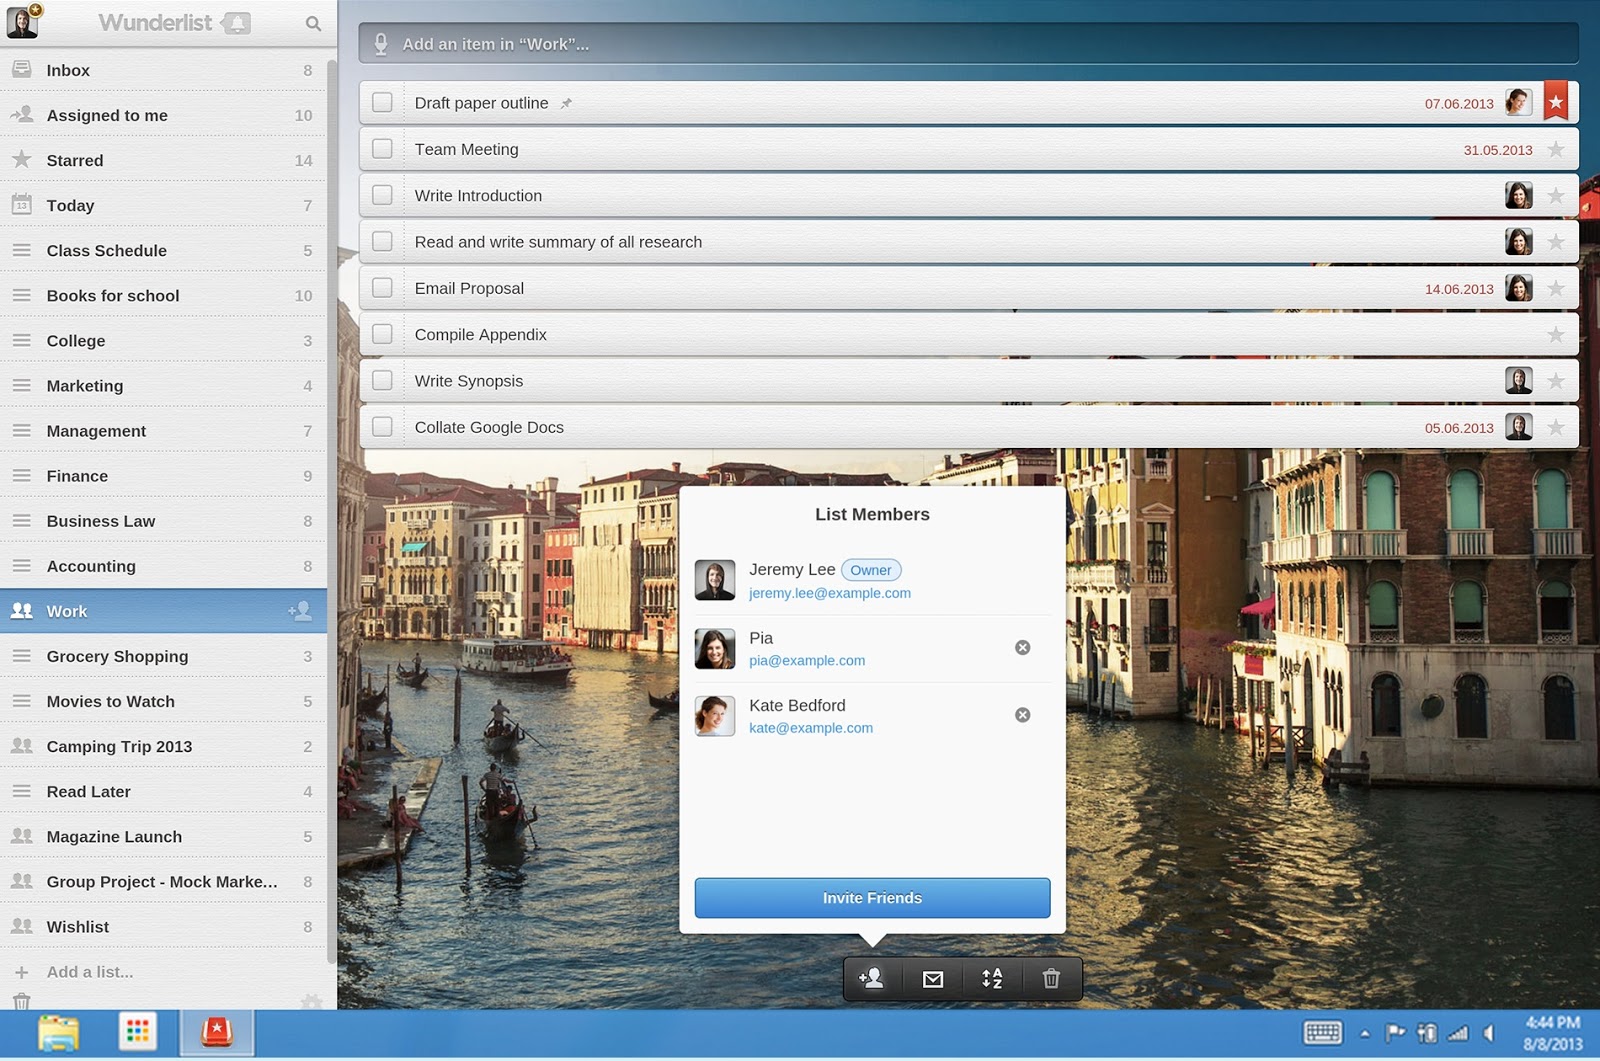 Wunderlist
Inbox 8
Assigned to me 10
Starred 14
13 Today 7
Class Schedule 5
Books for school 10
College 3
Marketing 4
Management 7
Finance 9
Business Law 8
Accounting 8
Work
Grocery Shopping 3
Movies to Watch 5
Camping Trip 2013 2
Read Later 4
Magazine Launch 5
Group Project - Mock Marke... 8
Wishlist 8
Add a list...
Add an item in “Work”...
Draft paper outline 07.06.2013
Team Meeting 31.05.2013
Write Introduction
Read and write summary of all research
Email Proposal 14.06.2013
Compile Appendix
Write Synopsis
Collate Google Docs 05.06.2013
List Members
Jeremy Lee Owner
jeremy.lee@example.com
Pia
pia@example.com
Kate Bedford
kate@example.com
Invite Friends
A
Z
4:44 PM
8/8/2013